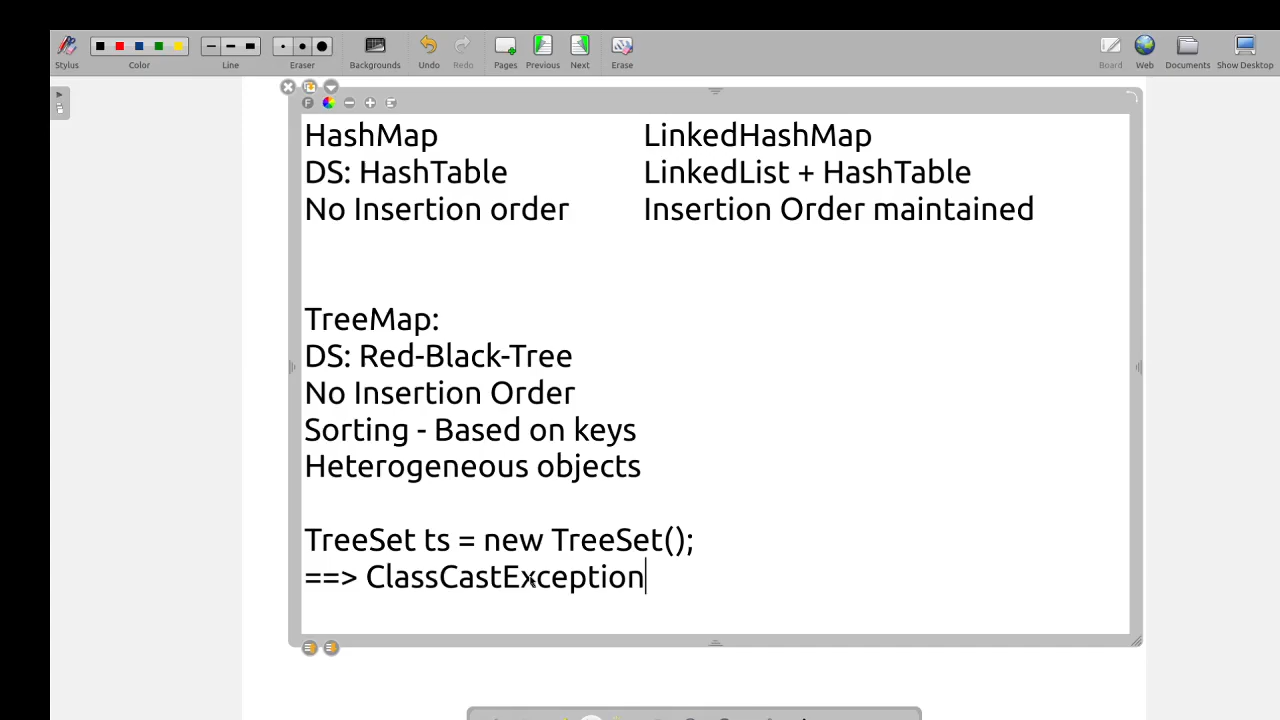 Stylus
Color
Line
Eraser
Backgrounds
Undo
Redo
Pages
Previous
Next
Erase
Board
Web
Documents
Show Desktop
F
HashMap
DS: HashTable
No Insertion order
LinkedHashMap
LinkedList + HashTable
Insertion Order maintained
TreeMap:
DS: Red-Black-Tree
No Insertion Order
Sorting - Based on keys
Heterogeneous objects
TreeSet ts = new TreeSet();
==> ClassCastException